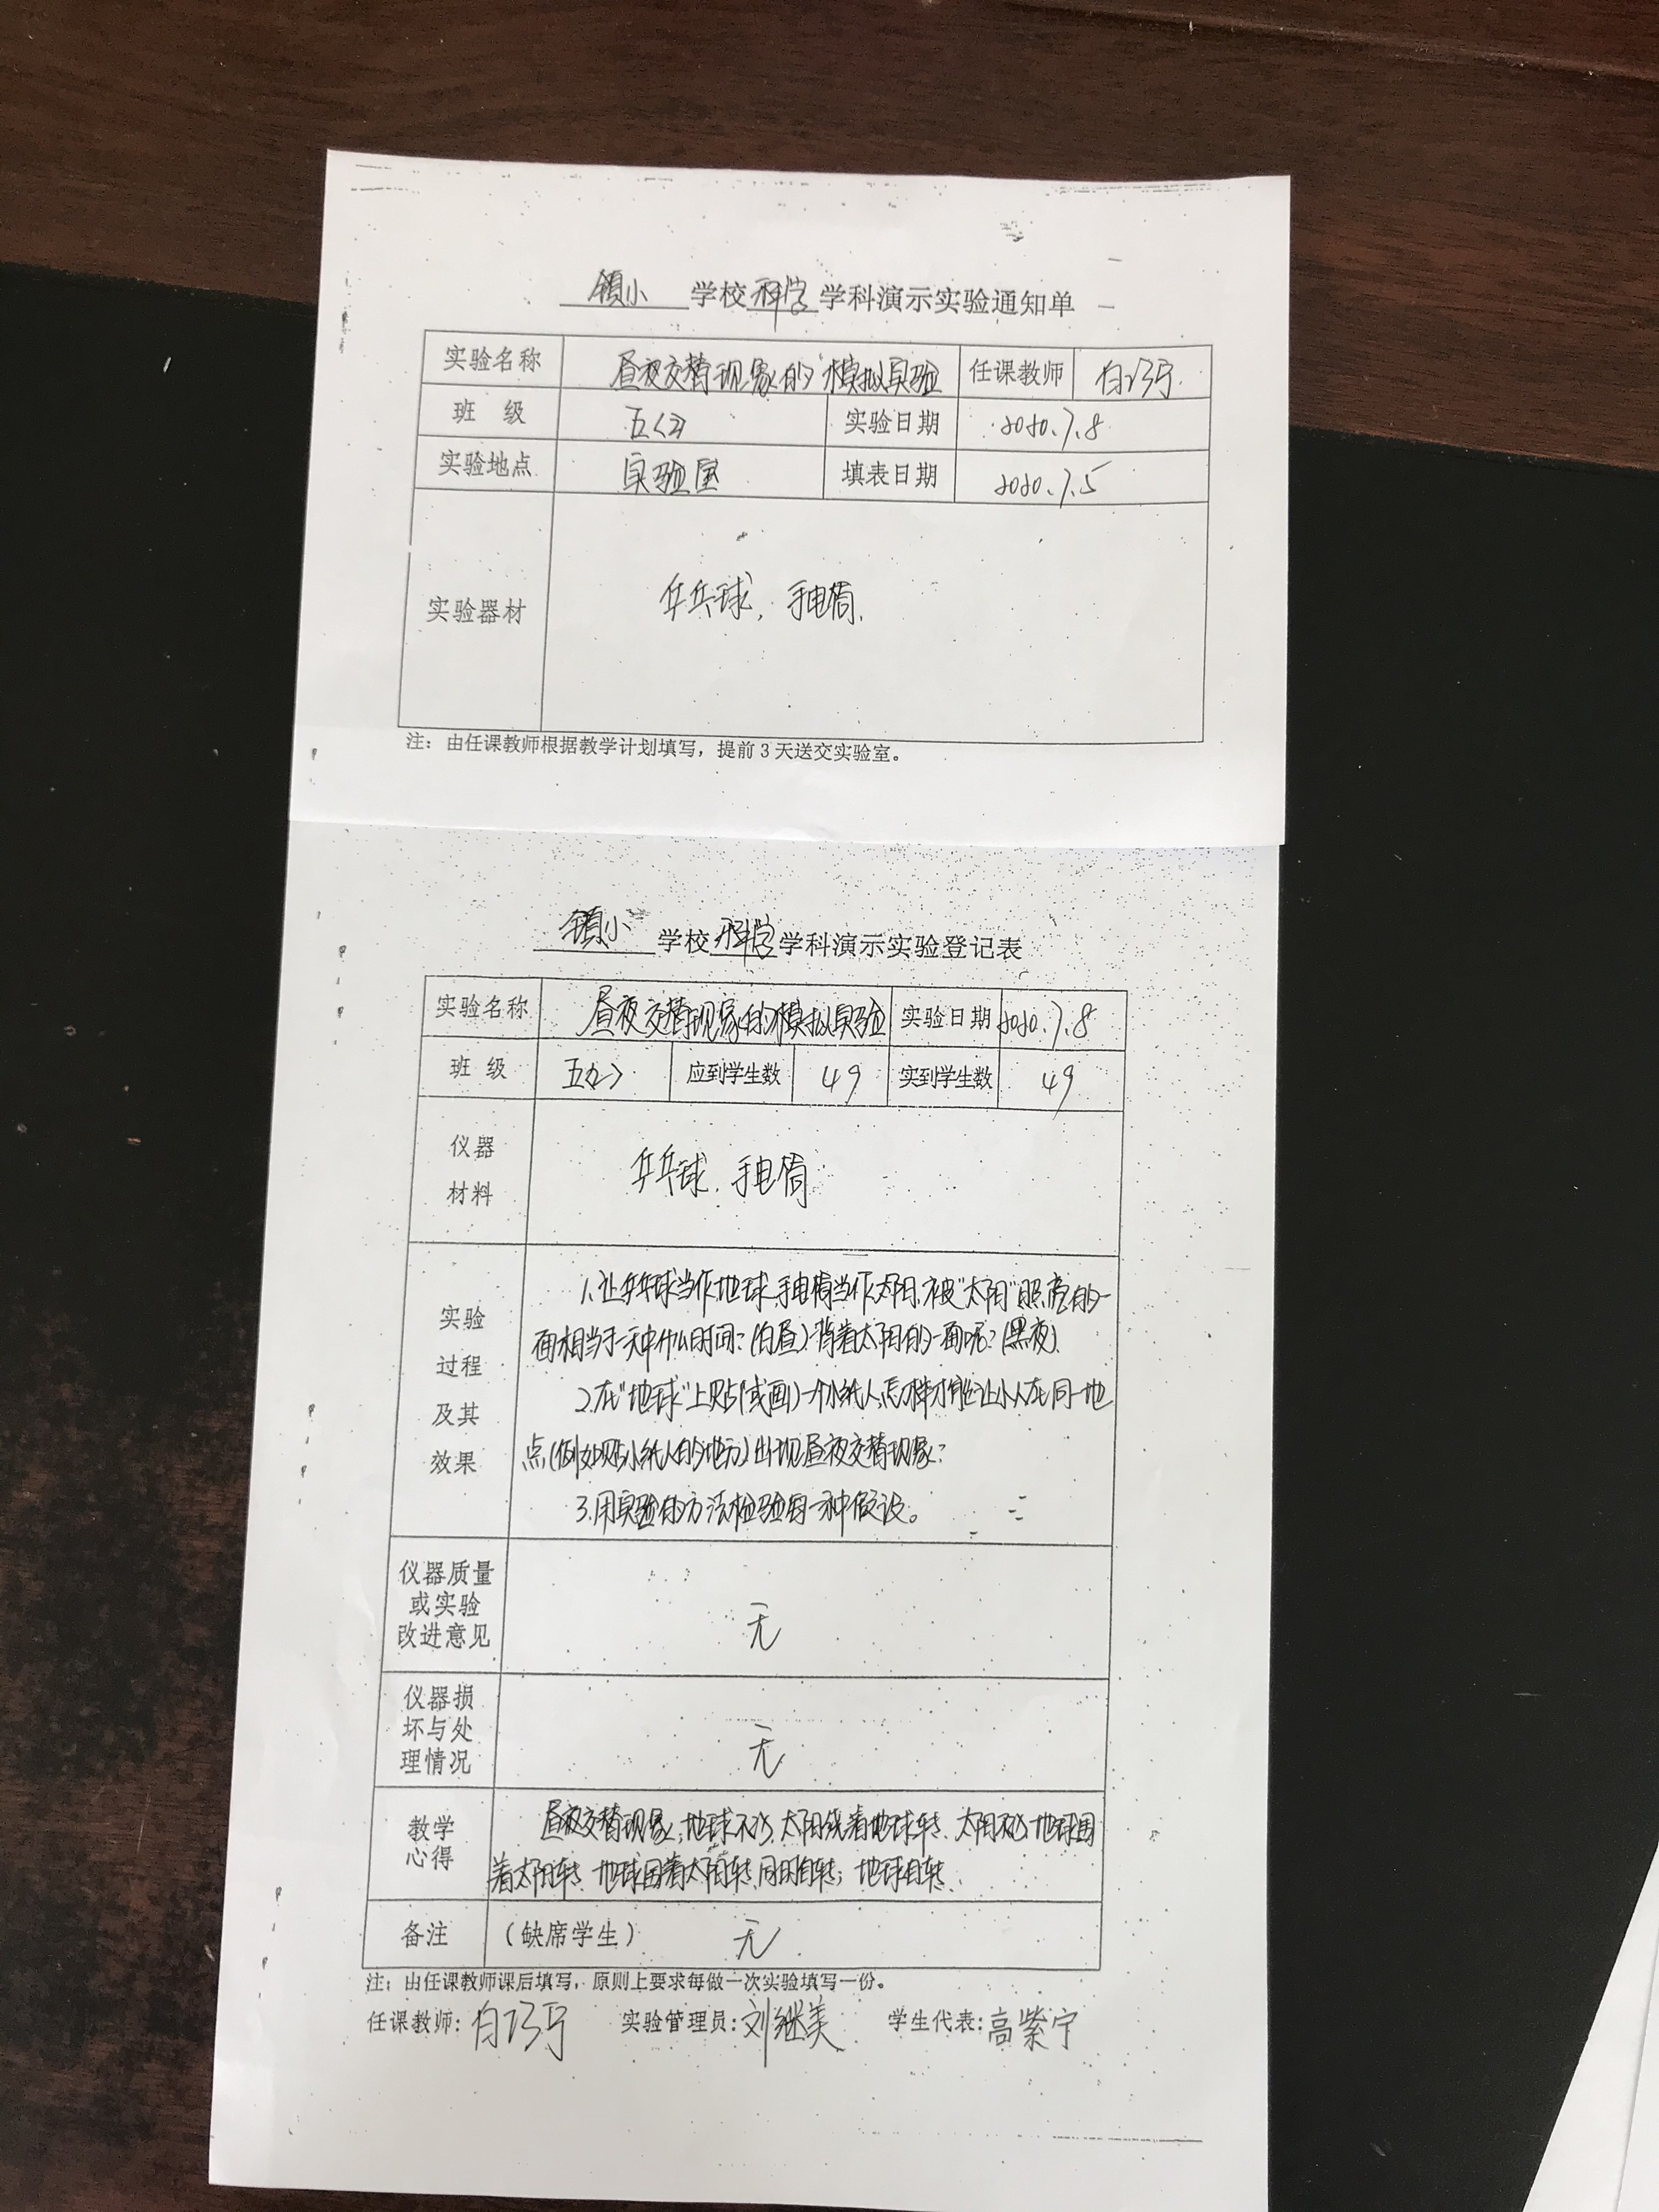 镇小 学校 科学 学科演示实验通知单
实验名称 昼夜交替现象的模拟实验 任课教师 白巧宁
班 级 五〈2〉 实验日期 2020.7.8
实验地点 实验室 填表日期 2020.7.5
实验器材 乒乓球，手电筒.
注：由任课教师根据教学计划填写，提前3天送交实验室。
镇小 学校 科学 学科演示实验登记表
实验名称 昼夜交替现象的模拟实验 实验日期 2020.7.8
班 级 五〈2〉 应到学生数 49 实到学生数 49
仪器
材料
乒乓球. 手电筒
实验
过程
及其
效果
1.让乒乓球当作地球,手电筒当作太阳,被“太阳”照亮的一
面相当于一天中什么时间？(白昼).背着太阳的一面呢？(黑夜).
2.在“地球”上贴(或画)一个小纸人,怎样才能让小人在同一地
点(例如贴小纸人的地方)出现昼夜交替现象？
3.用实验的方法检验每一种假设。
仪器质量
或实验
改进意见
无
仪器损
坏与处
理情况
无
教学
心得
昼夜交替现象；地球不动,太阳绕着地球转. 太阳不动地球围
着太阳转. 地球围着太阳转,同时自转；地球自转.
备注 （缺席学生） 无
注：由任课教师课后填写，原则上要求每做一次实验填写一份。
任课教师: 白巧宁 实验管理员: 刘继美 学生代表: 高紫宁